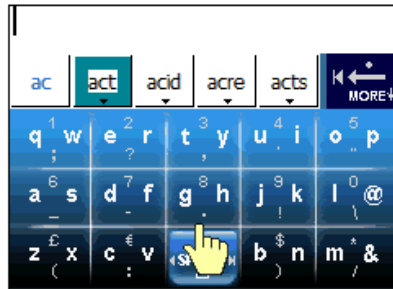 ac act acid acre acts MORE
q 1 w e 2 r t 3 y u 4 i o 5 p
; ? , "
a 6 s d 7 f g 8 h j 9 k l 0 @
_ - . ! \
z £ x c € v b $ n m * &
( : ) /